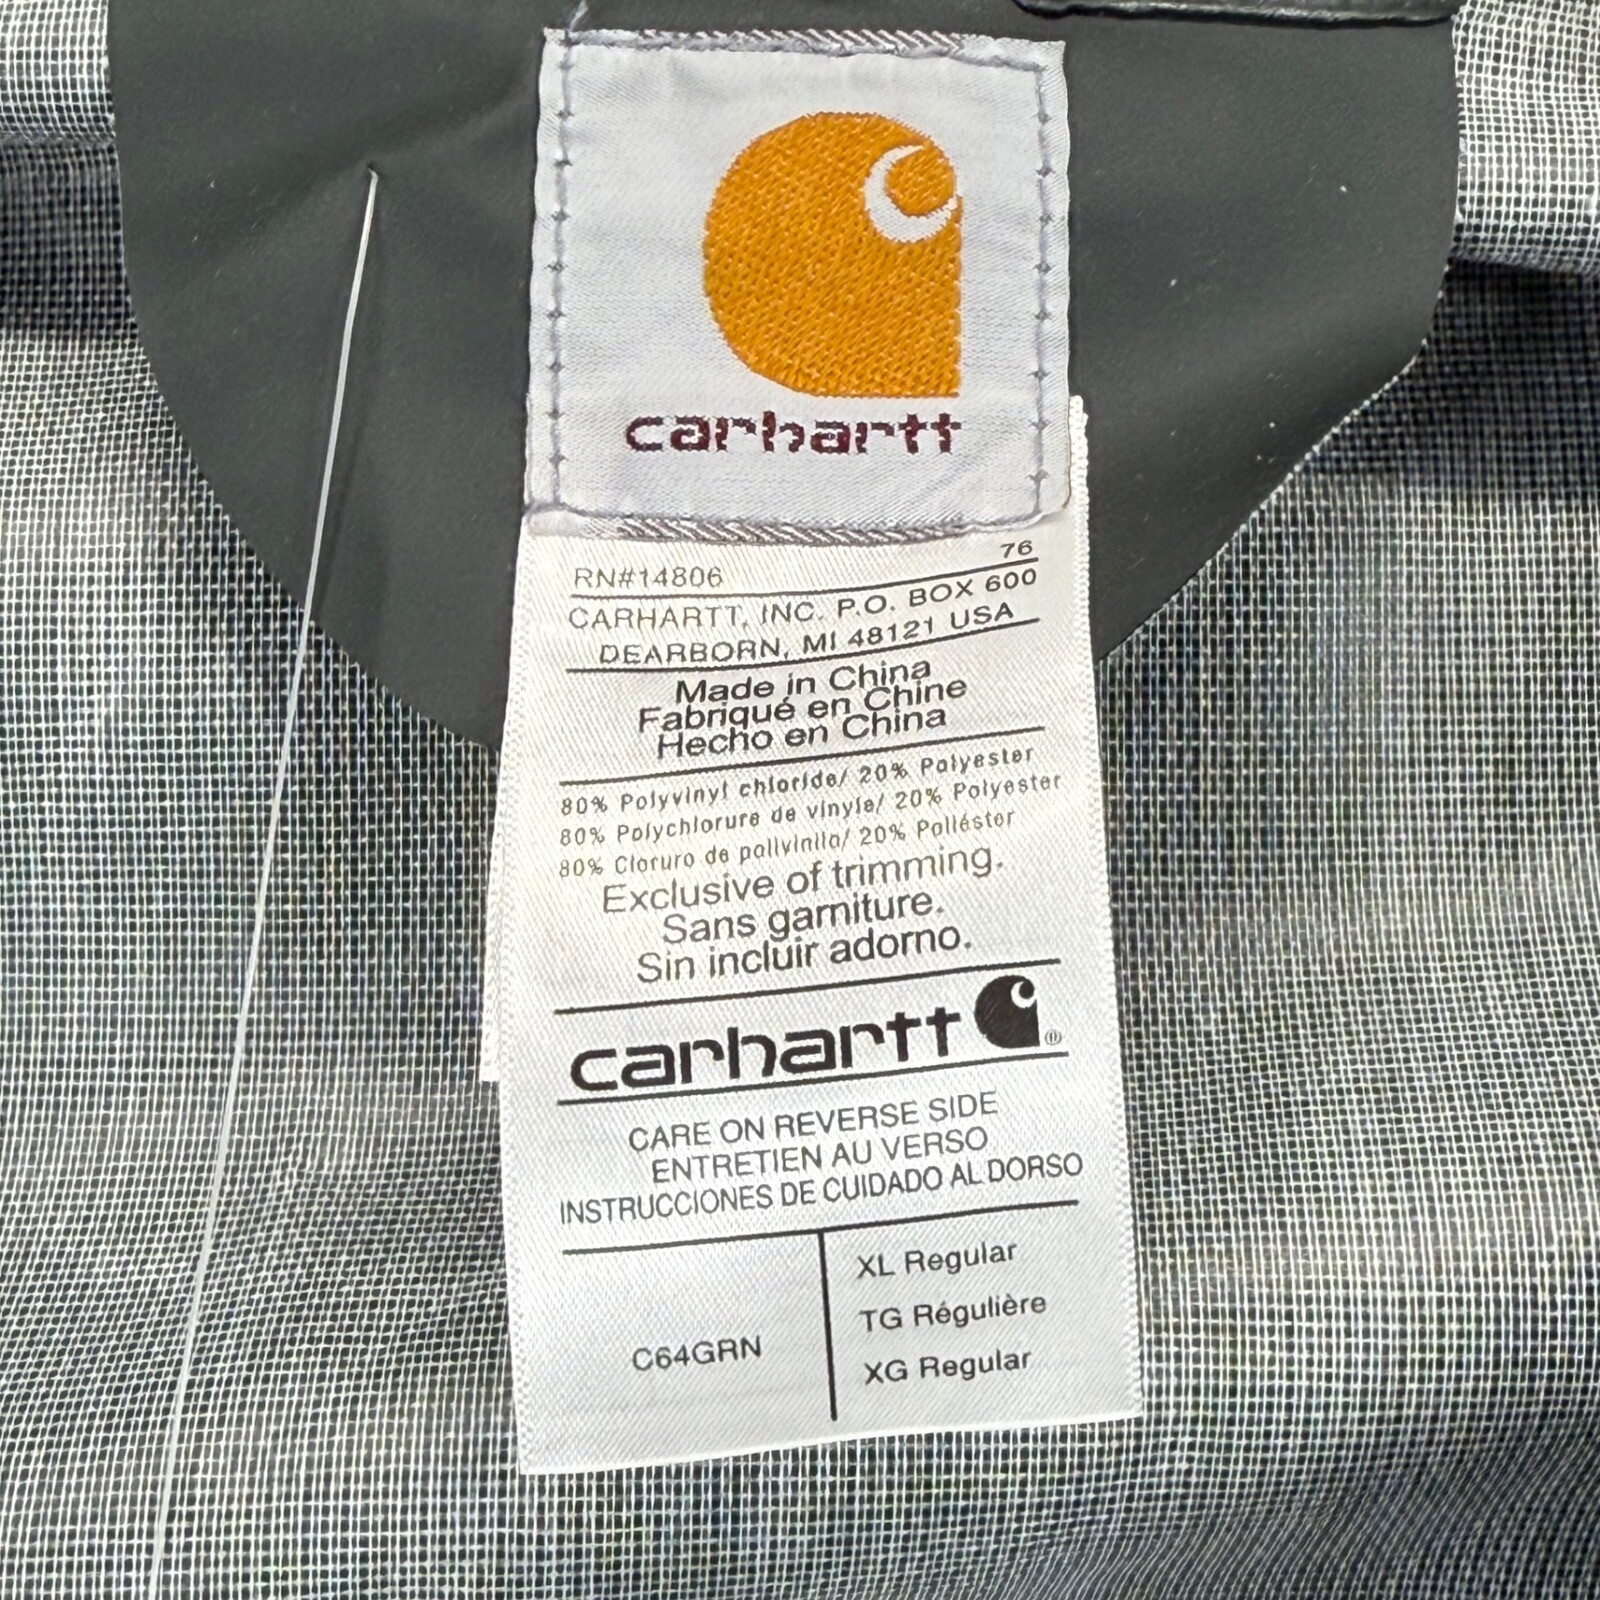 carhartt
76
RN#14806
CARHARTT, INC. P.O. BOX 600
DEARBORN, MI 48121 USA
Made in China
Fabriqué en Chine
Hecho en China
80% Polyvinyl chloride/ 20% Polyester
80% Polychlorure de vinyle/ 20% Polyester
80% Cloruro de polivinilo/ 20% Poliéster
Exclusive of trimming.
Sans garniture.
Sin incluir adorno.
carhartt ®
CARE ON REVERSE SIDE
ENTRETIEN AU VERSO
INSTRUCCIONES DE CUIDADO AL DORSO
C64GRN
XL Regular
TG Régulière
XG Regular